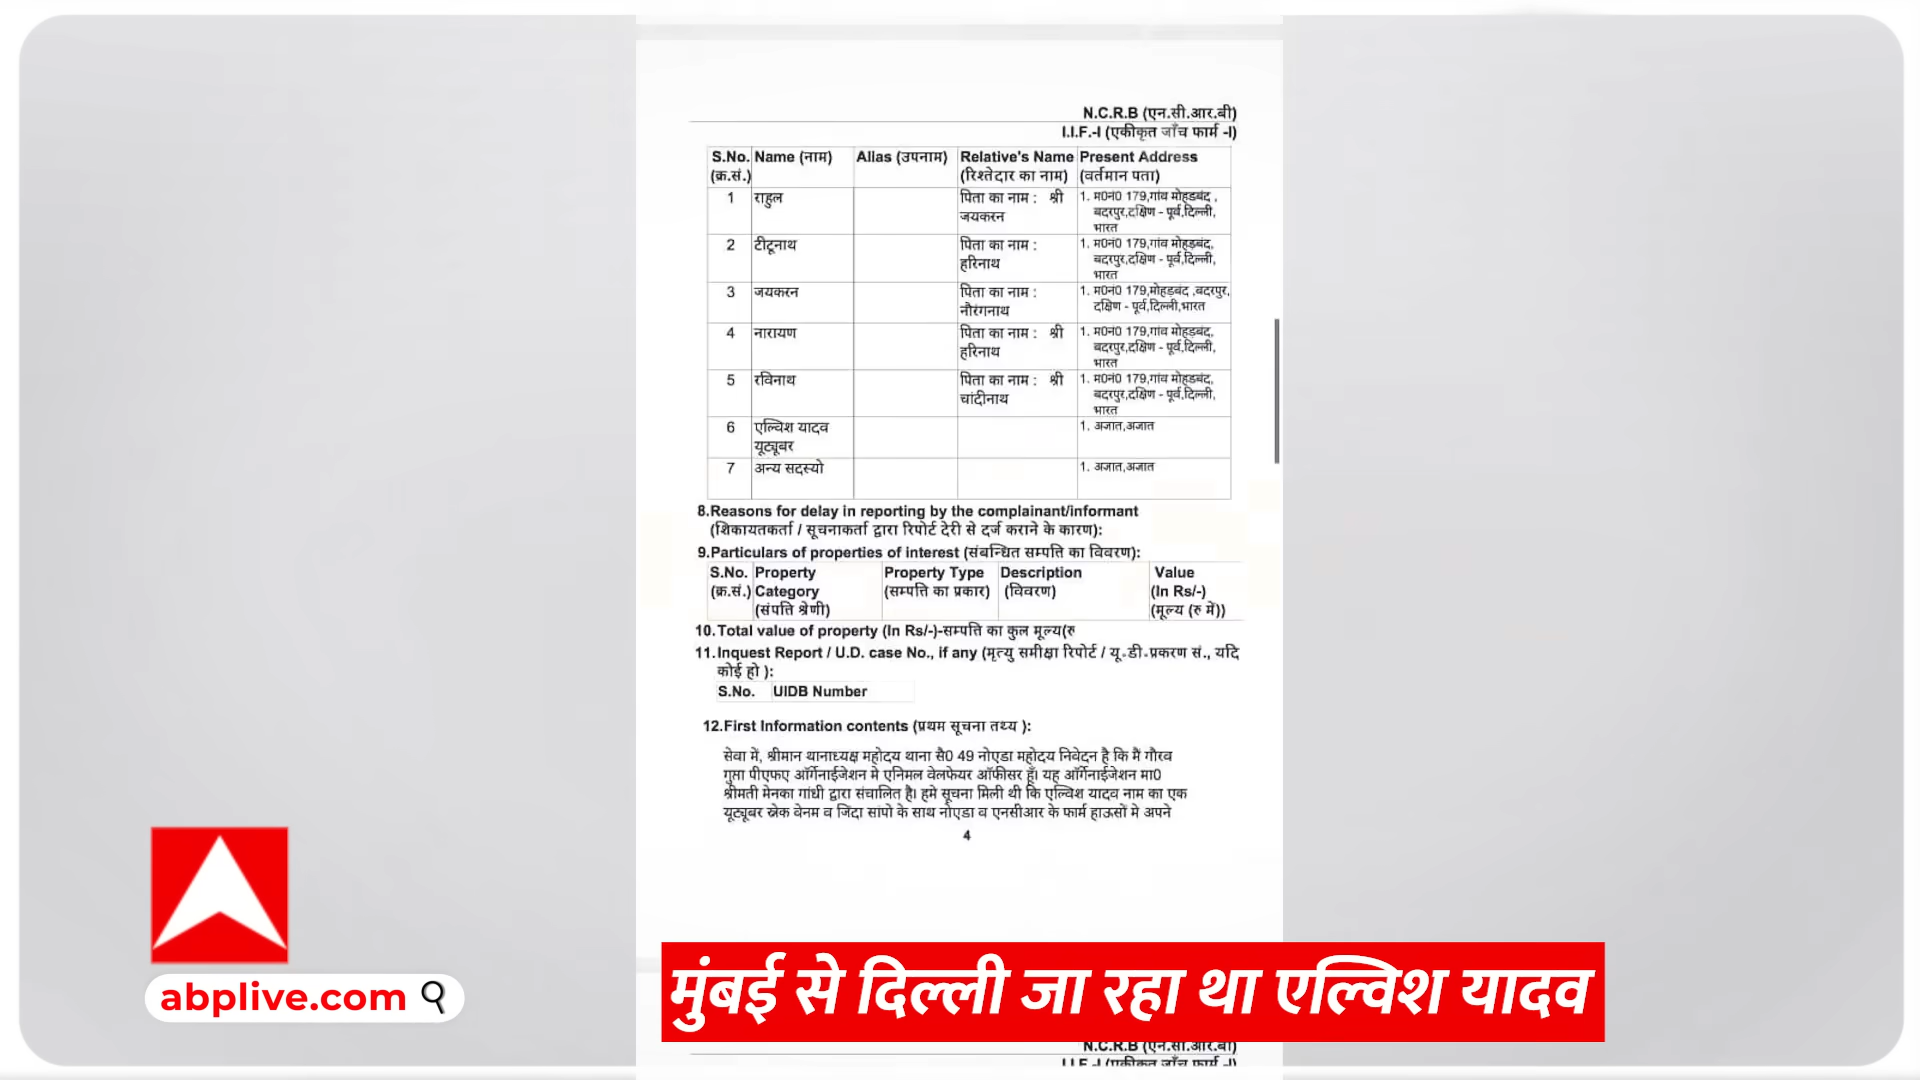 N.C.R.B (एन.सी.आर.बी)
I.I.F.-I (एकीकृत जाँच फार्म -I)
S.No. Name (नाम) Alias (उपनाम) Relative's Name Present Address
(क्र.सं.) (रिश्तेदार का नाम) (वर्तमान पता)
1 राहुल पिता का नाम : श्री 1. म0नं0 179,गांव मोहडबंद ,
जयकरन बदरपुर,दक्षिण - पूर्व,दिल्ली,
भारत
2 टीटूनाथ पिता का नाम : 1. म0नं0 179,गांव मोहड़बंद,
हरिनाथ बदरपुर,दक्षिण - पूर्व,दिल्ली,
भारत
3 जयकरन पिता का नाम : 1. म0नं0 179,मोहड़बंद ,बदरपुर,
नौरंगनाथ दक्षिण - पूर्व,दिल्ली,भारत
4 नारायण पिता का नाम : श्री 1. म0नं0 179,गांव मोहड़बंद,
हरिनाथ बदरपुर,दक्षिण - पूर्व,दिल्ली,
भारत
5 रविनाथ पिता का नाम : श्री 1. म0नं0 179,गांव मोहडबंद,
चांदीनाथ बदरपुर,दक्षिण - पूर्व,दिल्ली,
भारत
6 एल्विश यादव 1. अज्ञात,अज्ञात
यूट्यूबर
7 अन्य सदस्यो 1. अज्ञात,अज्ञात
8.Reasons for delay in reporting by the complainant/informant
(शिकायतकर्ता / सूचनाकर्ता द्वारा रिपोर्ट देरी से दर्ज कराने के कारण):
9.Particulars of properties of interest (संबन्धित सम्पत्ति का विवरण):
S.No. Property Property Type Description Value
(क्र.सं.) Category (सम्पत्ति का प्रकार) (विवरण) (In Rs/-)
(संपत्ति श्रेणी) (मूल्य (रु में))
10.Total value of property (In Rs/-)-सम्पत्ति का कुल मूल्य(रु
11.Inquest Report / U.D. case No., if any (मृत्यु समीक्षा रिपोर्ट / यू.डी.प्रकरण सं., यदि
कोई हो ):
S.No. UIDB Number
12.First Information contents (प्रथम सूचना तथ्य ):
सेवा में, श्रीमान थानाध्यक्ष महोदय थाना सै0 49 नोएडा महोदय निवेदन है कि मैं गौरव
गुप्ता पीएफए ऑर्गेनाईजेशन मे एनिमल वेलफेयर ऑफीसर हूँ। यह ऑर्गेनाईजेशन मा0
श्रीमती मेनका गांधी द्वारा संचालित है। हमे सूचना मिली थी कि एल्विश यादव नाम का एक
यूट्यूबर स्नेक वेनम व जिंदा सांपो के साथ नोएडा व एनसीआर के फार्म हाऊसों मे अपने
4
abplive.com
मुंबई से दिल्ली जा रहा था एल्विश यादव
N.C.R.B (एन.सी.आर.बी)
I.I.F.-I (एकीकृत जाँच फार्म -I)